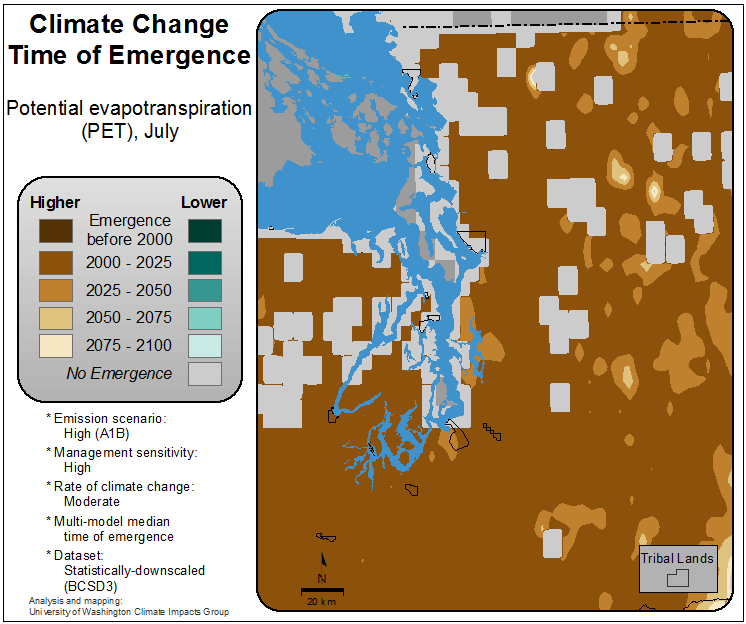 Climate Change
Time of Emergence
Potential evapotranspiration
(PET), July
Higher
Lower
Emergence
before 2000
2000 - 2025
2025 - 2050
2050 - 2075
2075 - 2100
No Emergence
* Emission scenario:
High (A1B)
* Management sensitivity:
High
* Rate of climate change:
Moderate
* Multi-model median
time of emergence
* Dataset:
Statistically-downscaled
(BCSD3)
Analysis and mapping:
University of Washington Climate Impacts Group
N
20 km
Tribal Lands